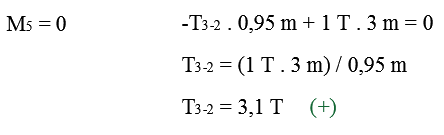 M5 = 0 -T3-2 . 0,95 m + 1 T . 3 m = 0
T3-2 = (1 T . 3 m) / 0,95 m
T3-2 = 3,1 T (+)